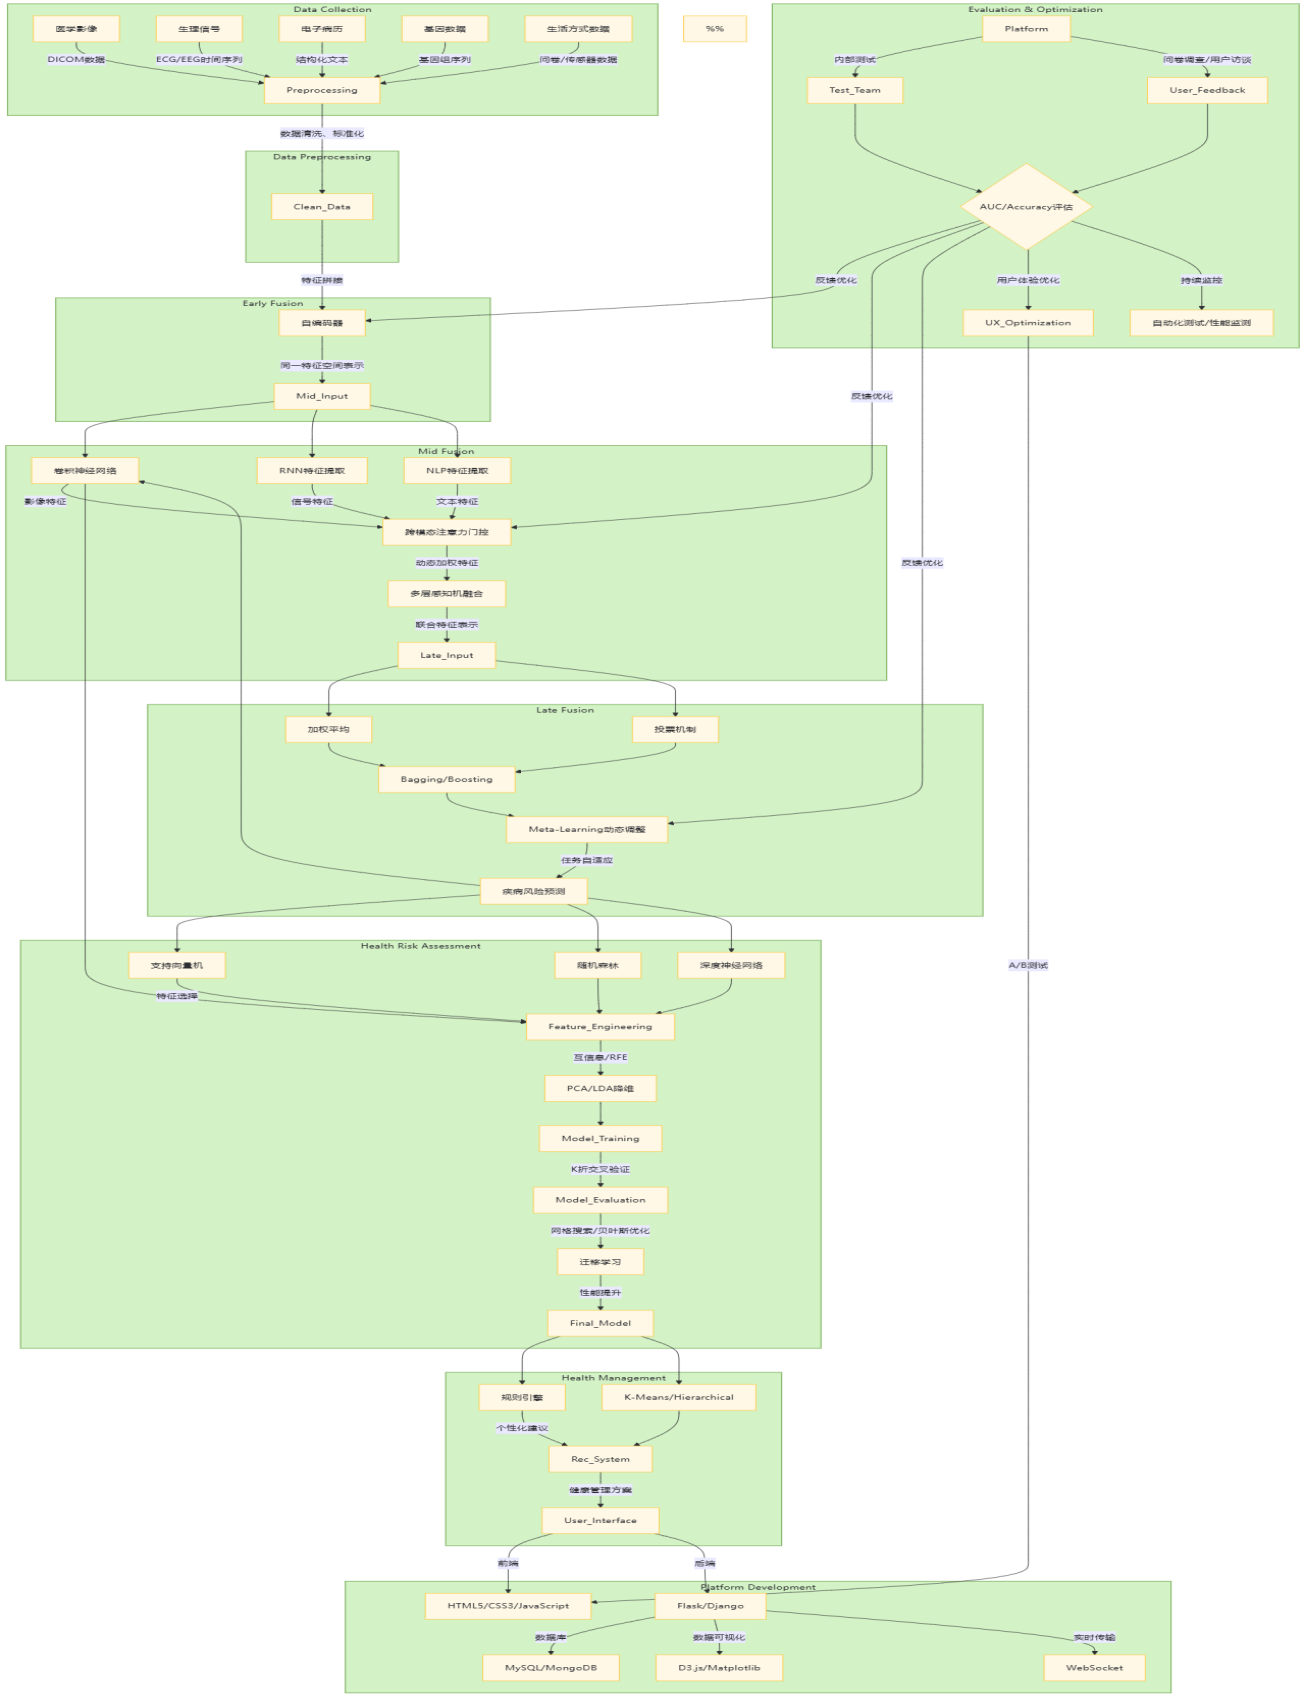 Data Collection
医学影像
生理信号
电子病历
基因数据
生活方式数据
DICOM数据
ECG/EEG时间序列
结构化文本
基因组序列
问卷/传感器数据
Preprocessing
%%
Evaluation & Optimization
Platform
内部测试
问卷调查/用户访谈
Test_Team
User_Feedback
AUC/Accuracy评估
反馈优化
用户体验优化
持续监控
UX_Optimization
自动化测试/性能监测
数据清洗、标准化
Data Preprocessing
Clean_Data
特征拼接
Early Fusion
自编码器
同一特征空间表示
Mid_Input
反馈优化
Mid Fusion
卷积神经网络
RNN特征提取
NLP特征提取
影像特征
信号特征
文本特征
跨模态注意力门控
动态加权特征
反馈优化
多层感知机融合
联合特征表示
Late_Input
Late Fusion
加权平均
投票机制
Bagging/Boosting
Meta-Learning动态调整
任务自适应
疾病风险预测
Health Risk Assessment
支持向量机
随机森林
深度神经网络
A/B测试
特征选择
Feature_Engineering
互信息/RFE
PCA/LDA降维
Model_Training
K折交叉验证
Model_Evaluation
网格搜索/贝叶斯优化
迁移学习
性能提升
Final_Model
Health Management
规则引擎
K-Means/Hierarchical
个性化建议
Rec_System
健康管理方案
User_Interface
前端
后端
Platform Development
HTML5/CSS3/JavaScript
Flask/Django
数据库
数据可视化
实时传输
MySQL/MongoDB
D3.js/Matplotlib
WebSocket